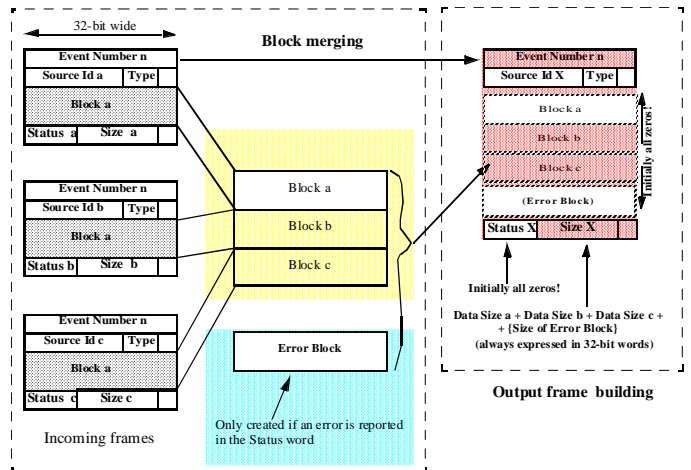 32-bit wide
Block merging
Event Number n
Source Id a Type
Block a
Status a Size a
Event Number n
Source Id b Type
Block a
Status b Size b
Event Number n
Source Id c Type
Block a
Status c Size c
Incoming frames
Block a
Block b
Block c
Error Block
Only created if an error is reported
in the Status word
Event Number n
Source Id X Type
Block a
Block b
Block c
(Error Block)
Status X Size X
Initially all zeros!
Initially all zeros!
Data Size a + Data Size b + Data Size c +
+ {Size of Error Block}
(always expressed in 32-bit words)
Output frame building